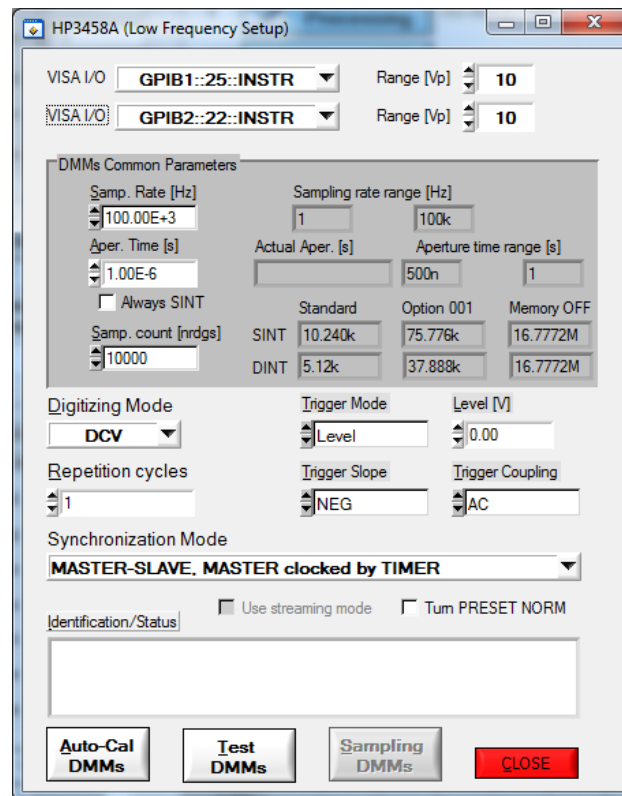 Processing
HP3458A (Low Frequency Setup)
VISA I/O GPIB1::25::INSTR Range [Vp] 10
VISA I/O GPIB2::22::INSTR Range [Vp] 10
DMMs Common Parameters
Samp. Rate [Hz] Sampling rate range [Hz]
100.00E+3 1 100k
Aper. Time [s] Actual Aper. [s] Aperture time range [s]
1.00E-6 500n 1
Always SINT Standard Option 001 Memory OFF
Samp. count [nrdgs] SINT 10.240k 75.776k 16.7772M
10000 DINT 5.12k 37.888k 16.7772M
Digitizing Mode Trigger Mode Level [V]
DCV Level 0.00
Repetition cycles Trigger Slope Trigger Coupling
1 NEG AC
Synchronization Mode
MASTER-SLAVE, MASTER clocked by TIMER
Use streaming mode Turn PRESET NORM
Identification/Status
Auto-Cal Test Sampling
DMMs DMMs DMMs CLOSE